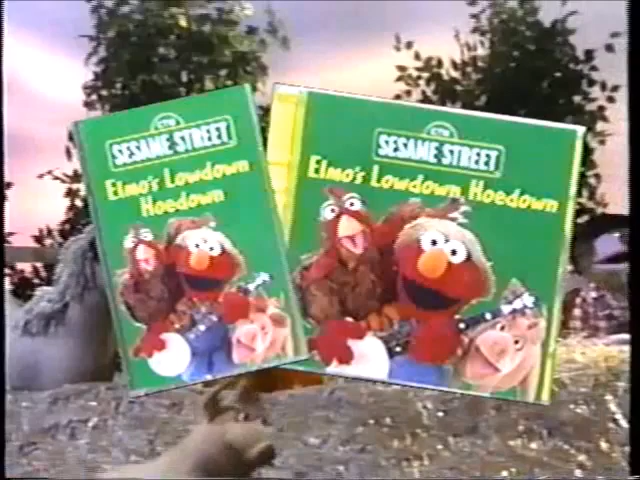 CTW
SESAME STREET
Elmo's Lowdown
Hoedown
CTW
SESAME STREET
Elmo's Lowdown Hoedown